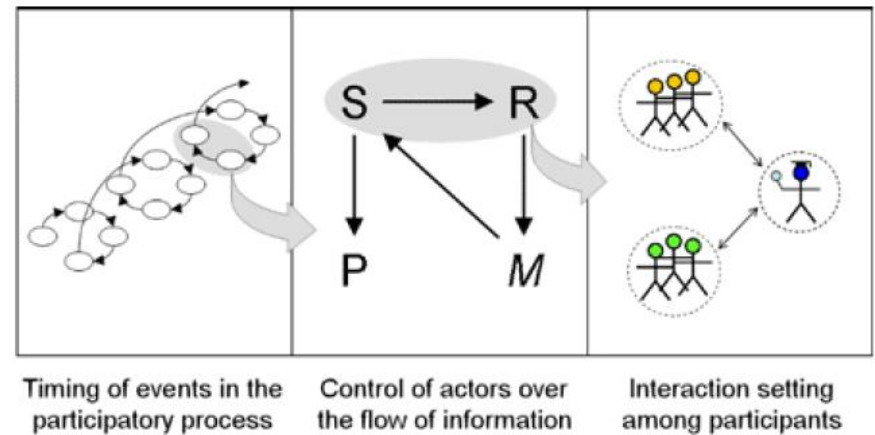 S R
P M
Timing of events in the
participatory process
Control of actors over
the flow of information
Interaction setting
among participants